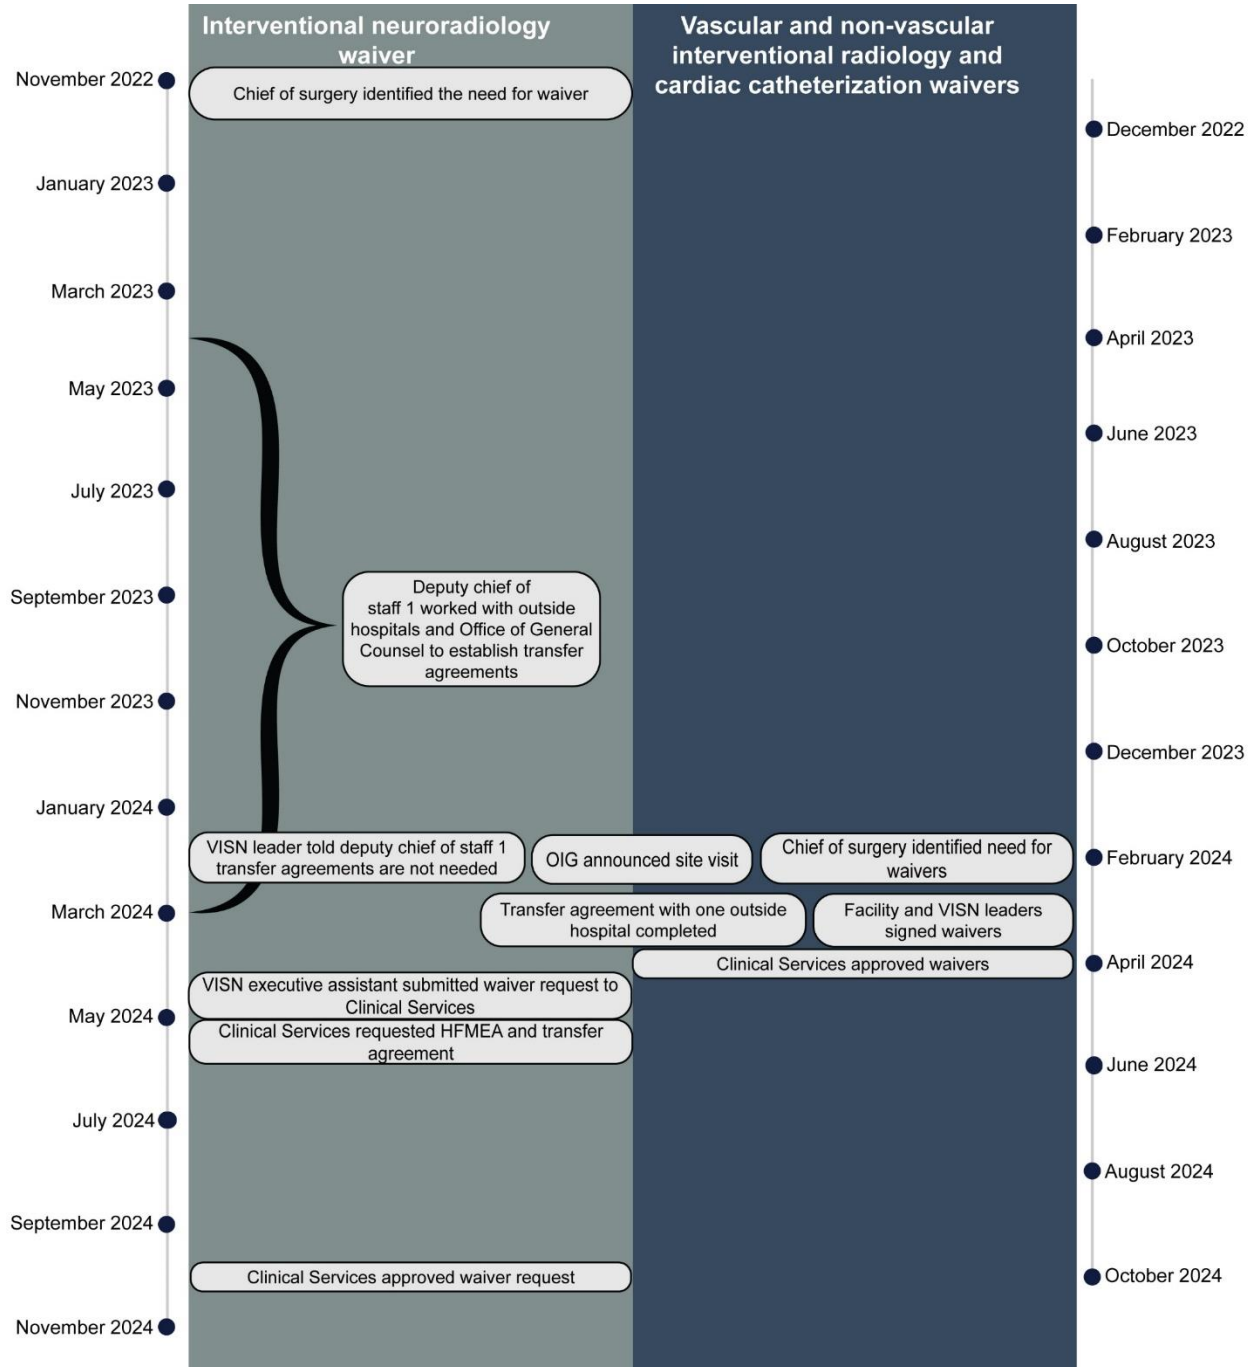 Interventional neuroradiology
waiver
Vascular and non-vascular
interventional radiology and
cardiac catheterization waivers
November 2022
Chief of surgery identified the need for waiver
December 2022
January 2023
February 2023
March 2023
April 2023
May 2023
June 2023
July 2023
August 2023
September 2023
Deputy chief of
staff 1 worked with outside
hospitals and Office of General
Counsel to establish transfer
agreements
October 2023
November 2023
December 2023
January 2024
VISN leader told deputy chief of staff 1
transfer agreements are not needed
OIG announced site visit
Chief of surgery identified need for
waivers
February 2024
March 2024
Transfer agreement with one outside
hospital completed
Facility and VISN leaders
signed waivers
Clinical Services approved waivers
April 2024
VISN executive assistant submitted waiver request to
Clinical Services
May 2024
Clinical Services requested HFMEA and transfer
agreement
June 2024
July 2024
August 2024
September 2024
Clinical Services approved waiver request
October 2024
November 2024